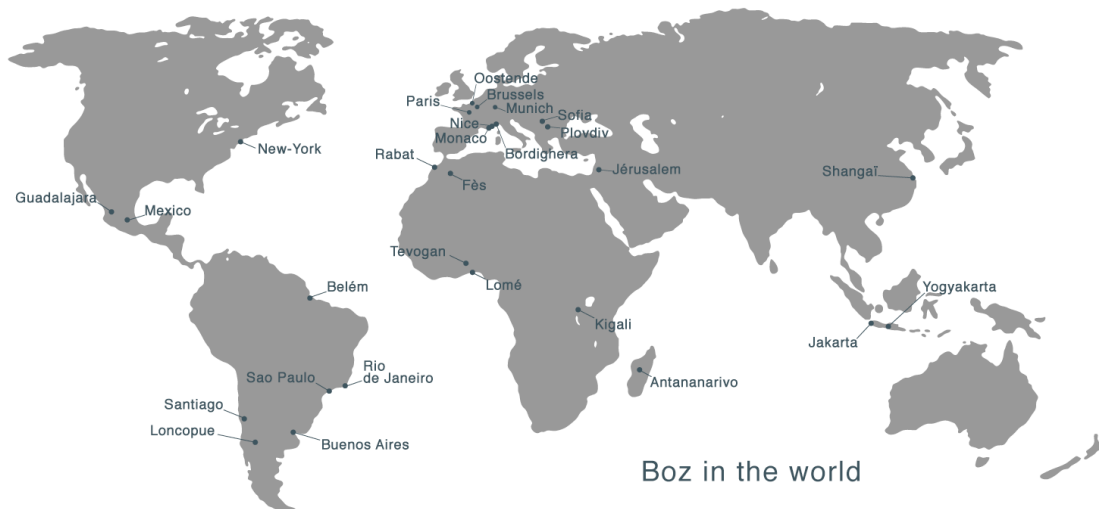 Oostende
Brussels
Paris
Munich
Sofia
Nice
Plovdiv
Monaco
Bordighera
New-York
Rabat
Jérusalem
Shangaï
Fès
Guadalajara
Mexico
Tevogan
Lomé
Belém
Yogyakarta
Kigali
Jakarta
Rio
de Janeiro
Sao Paulo
Antananarivo
Santiago
Loncopue
Buenos Aires
Boz in the world